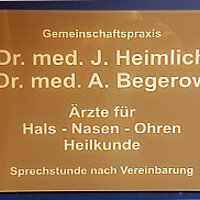 Gemeinschaftspraxis
Dr. med. J. Heimlich
Dr. med. A. Begerow
Ärzte für
Hals - Nasen - Ohren
Heilkunde
Sprechstunde nach Vereinbarung